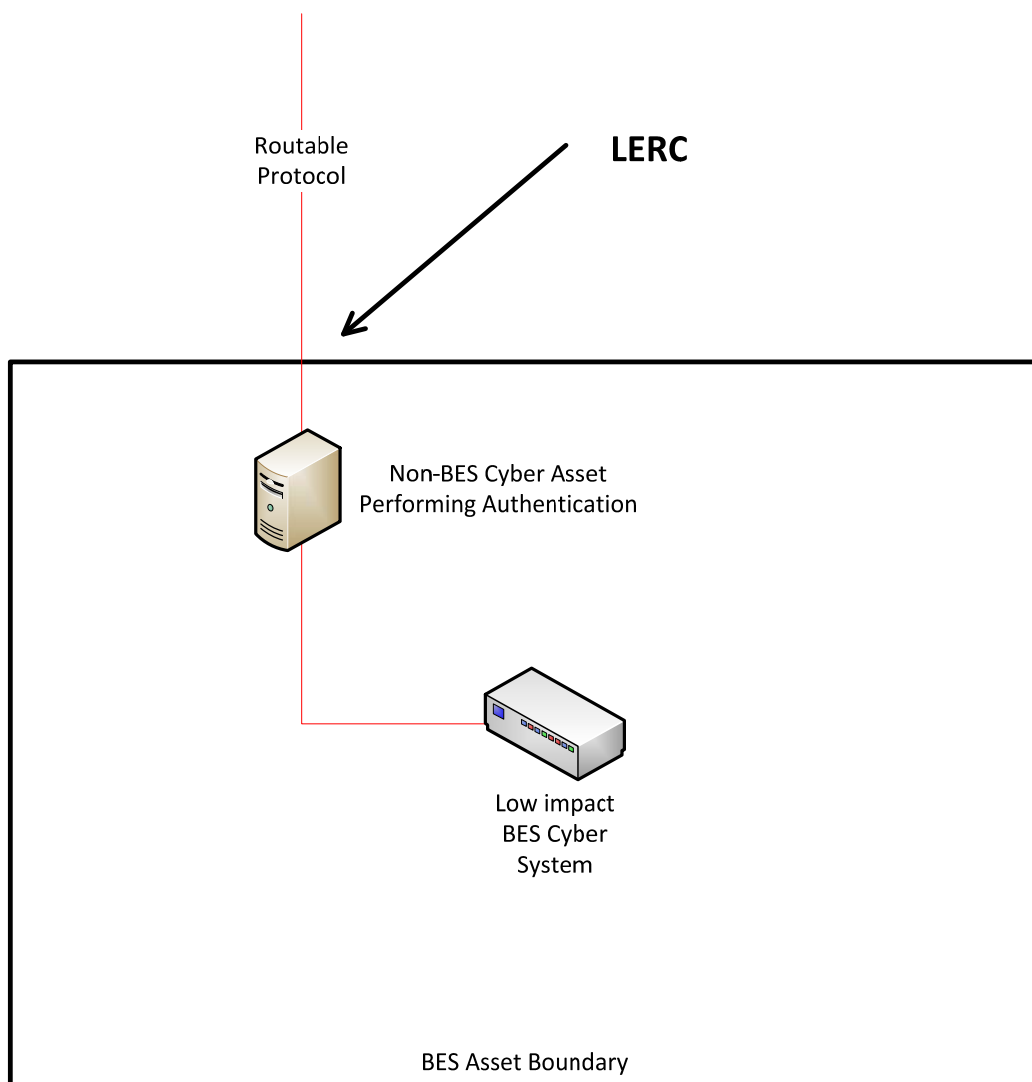 Routable
Protocol
LERC
Non-BES Cyber Asset
Performing Authentication
Low impact
BES Cyber
System
BES Asset Boundary